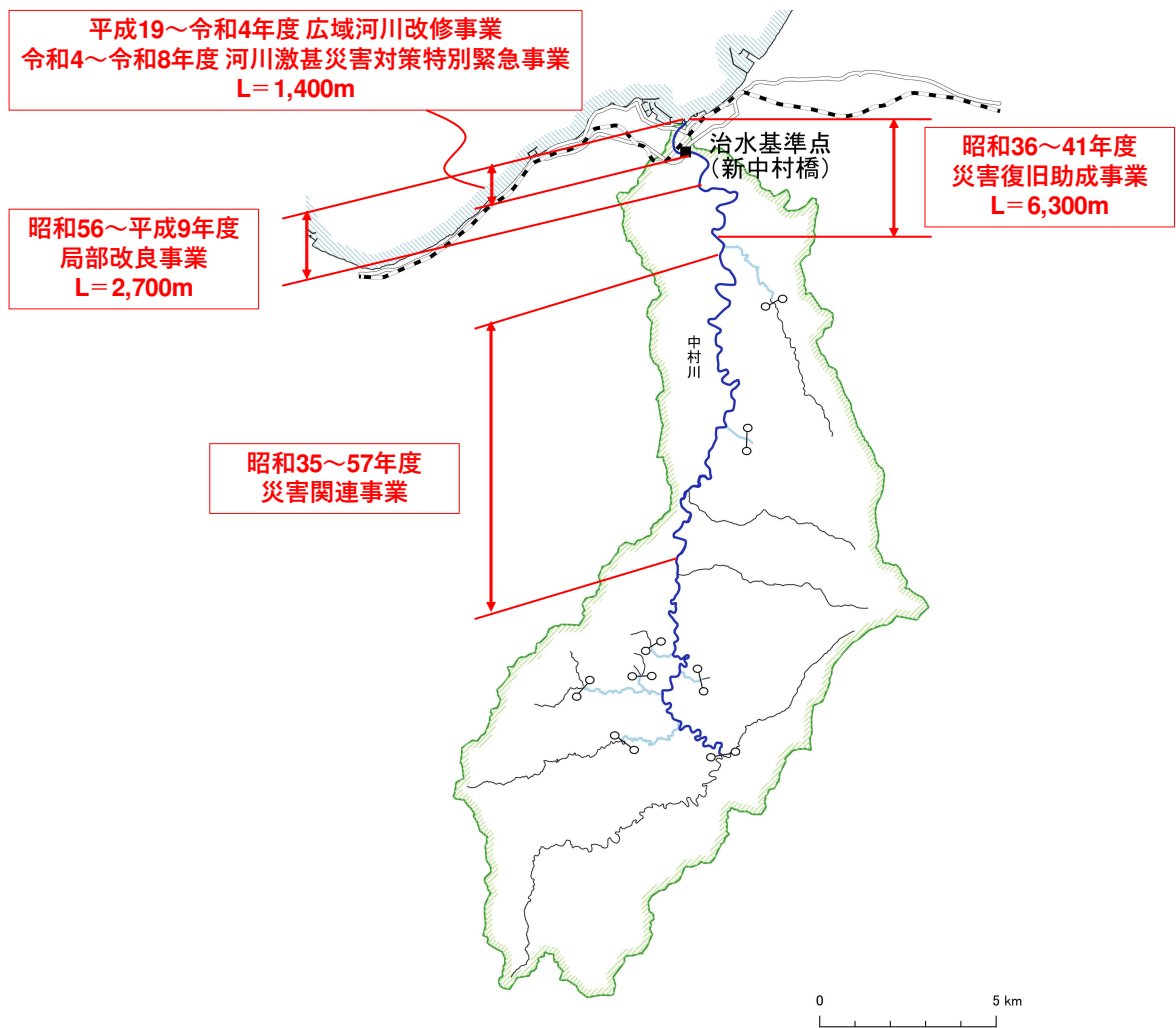 平成19～令和4年度 広域河川改修事業
令和4～令和8年度 河川激甚災害対策特別緊急事業
L＝1,400m
治水基準点
（新中村橋）
昭和36～41年度
災害復旧助成事業
L＝6,300m
昭和56～平成9年度
局部改良事業
L＝2,700m
中村川
昭和35～57年度
災害関連事業
0 5 km